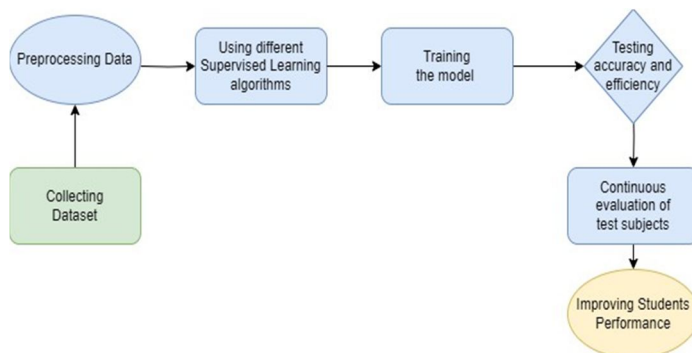 Preprocessing Data
Using different
Supervised Learning
algorithms
Training
the model
Testing
accuracy and
efficiency
Collecting
Dataset
Continuous
evaluation of
test subjects
Improving Students
Performance